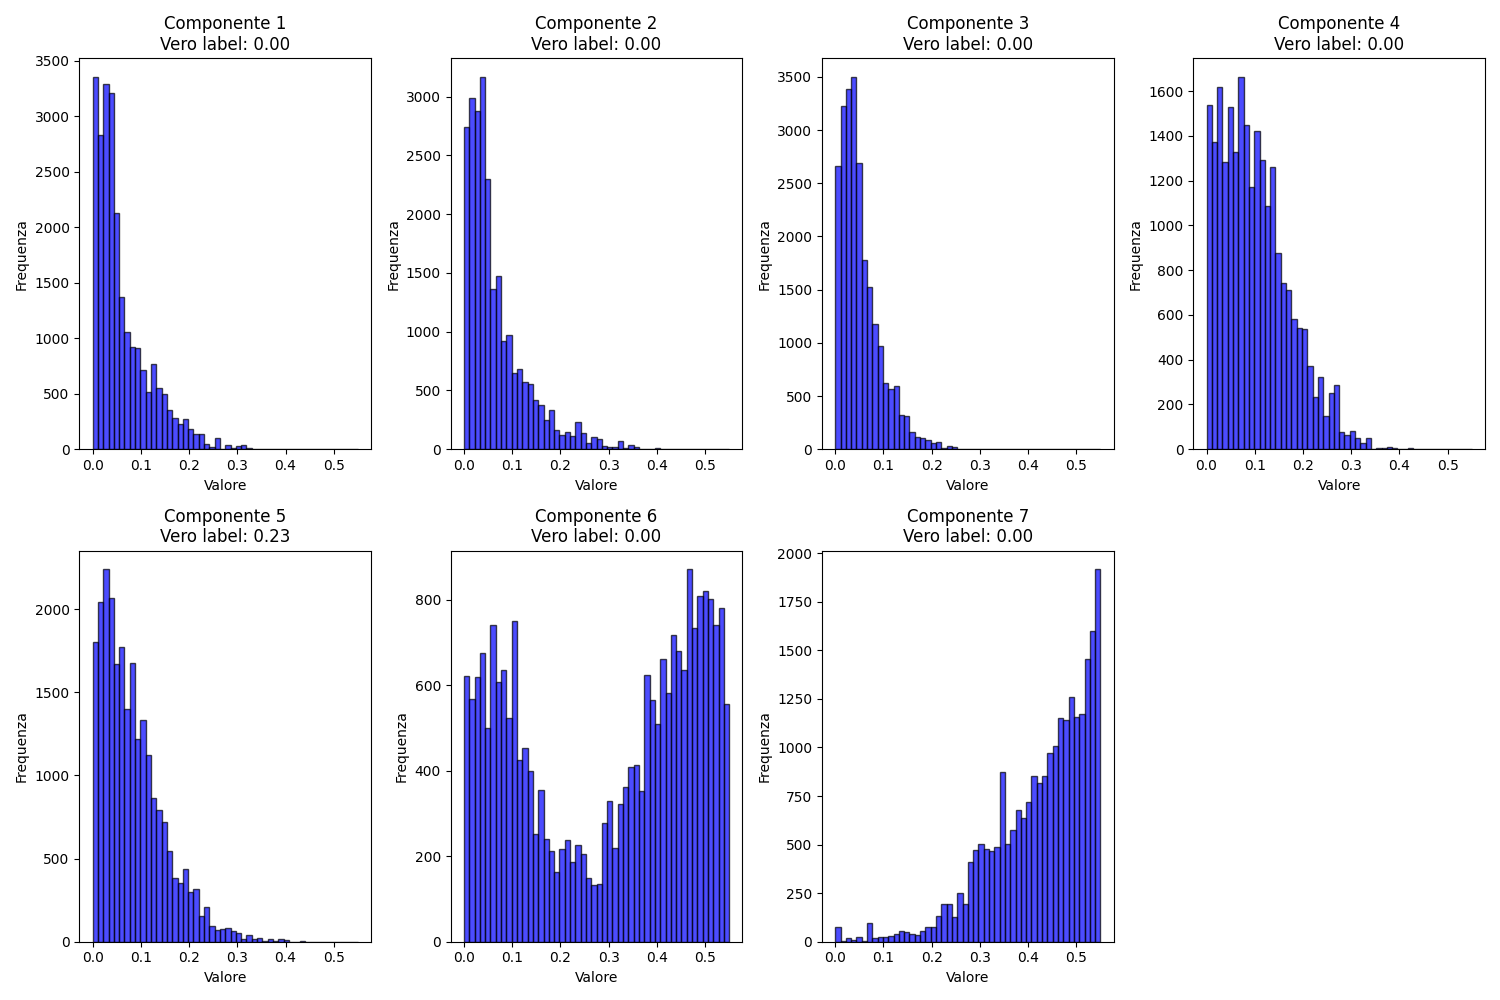 Componente 1
Vero label: 0.00
3500
3000
2500
2000
1500
1000
500
0
Frequenza
0.0 0.1 0.2 0.3 0.4 0.5
Valore
Componente 2
Vero label: 0.00
3000
2500
2000
1500
1000
500
0
Frequenza
0.0 0.1 0.2 0.3 0.4 0.5
Valore
Componente 3
Vero label: 0.00
3500
3000
2500
2000
1500
1000
500
0
Frequenza
0.0 0.1 0.2 0.3 0.4 0.5
Valore
Componente 4
Vero label: 0.00
1600
1400
1200
1000
800
600
400
200
0
Frequenza
0.0 0.1 0.2 0.3 0.4 0.5
Valore
Componente 5
Vero label: 0.23
2000
1500
1000
500
0
Frequenza
0.0 0.1 0.2 0.3 0.4 0.5
Valore
Componente 6
Vero label: 0.00
800
600
400
200
0
Frequenza
0.0 0.1 0.2 0.3 0.4 0.5
Valore
Componente 7
Vero label: 0.00
2000
1750
1500
1250
1000
750
500
250
0
Frequenza
0.0 0.1 0.2 0.3 0.4 0.5
Valore